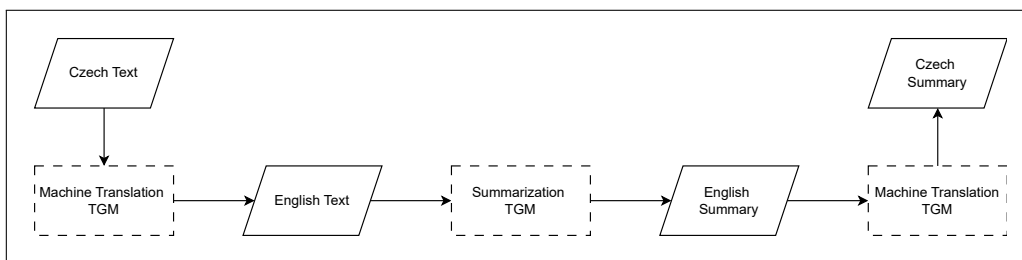 Czech Text
Machine Translation
TGM
English Text
Summarization
TGM
English
Summary
Machine Translation
TGM
Czech
Summary